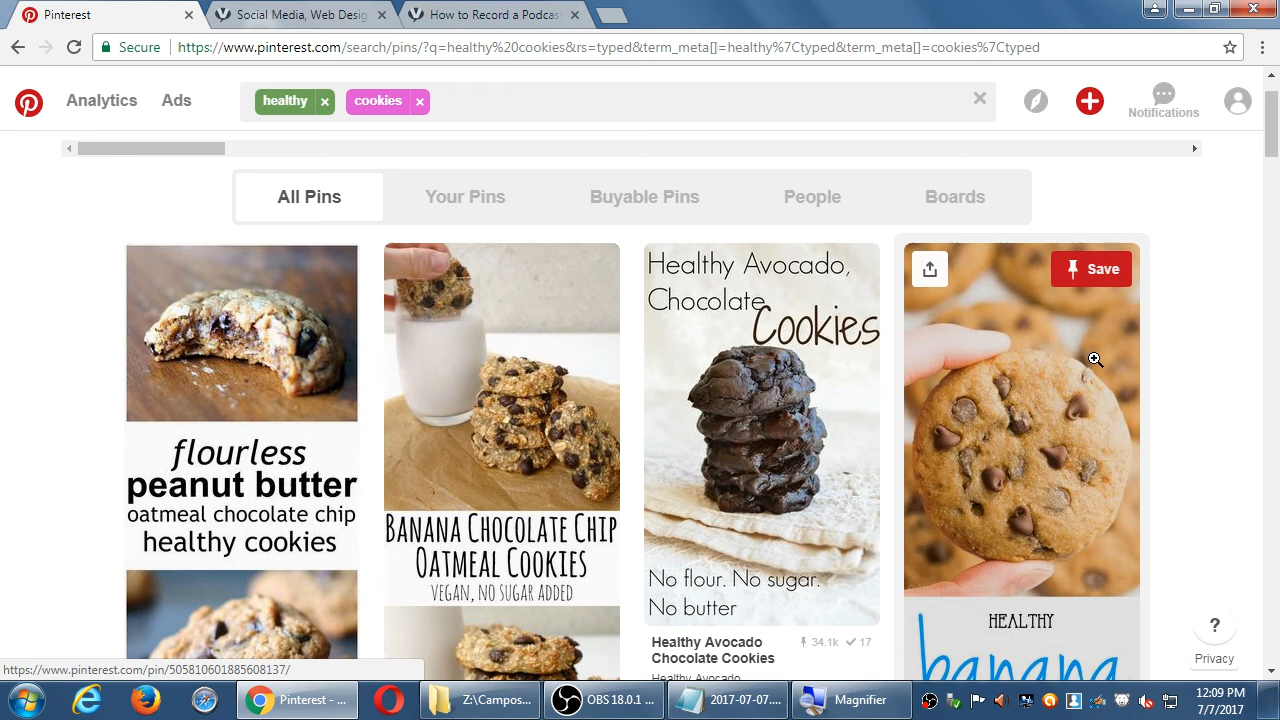 Pinterest
Social Media, Web Desig
How to Record a Podcas
Secure
https://www.pinterest.com/search/pins/?q=healthy%20cookies&rs=typed&term_meta[]=healthy%7Ctyped&term_meta[]=cookies%7Ctyped
Analytics
Ads
healthy
cookies
Notifications
All Pins
Your Pins
Buyable Pins
People
Boards
flourless
peanut butter
oatmeal chocolate chip
healthy cookies
BANANA CHOCOLATE CHIP
OATMEAL COOKIES
VEGAN, NO SUGAR ADDED
Healthy Avocado,
Chocolate
Cookies
No flour. No sugar.
No butter
Healthy Avocado
Chocolate Cookies
34.1k
17
Healthy Avocado
Save
HEALTHY
banana
?
Privacy
https://www.pinterest.com/pin/505810601885608137/
Pinterest - ...
Z:\Campos...
OBS 18.0.1 ...
2017-07-07....
Magnifier
12:09 PM
7/7/2017